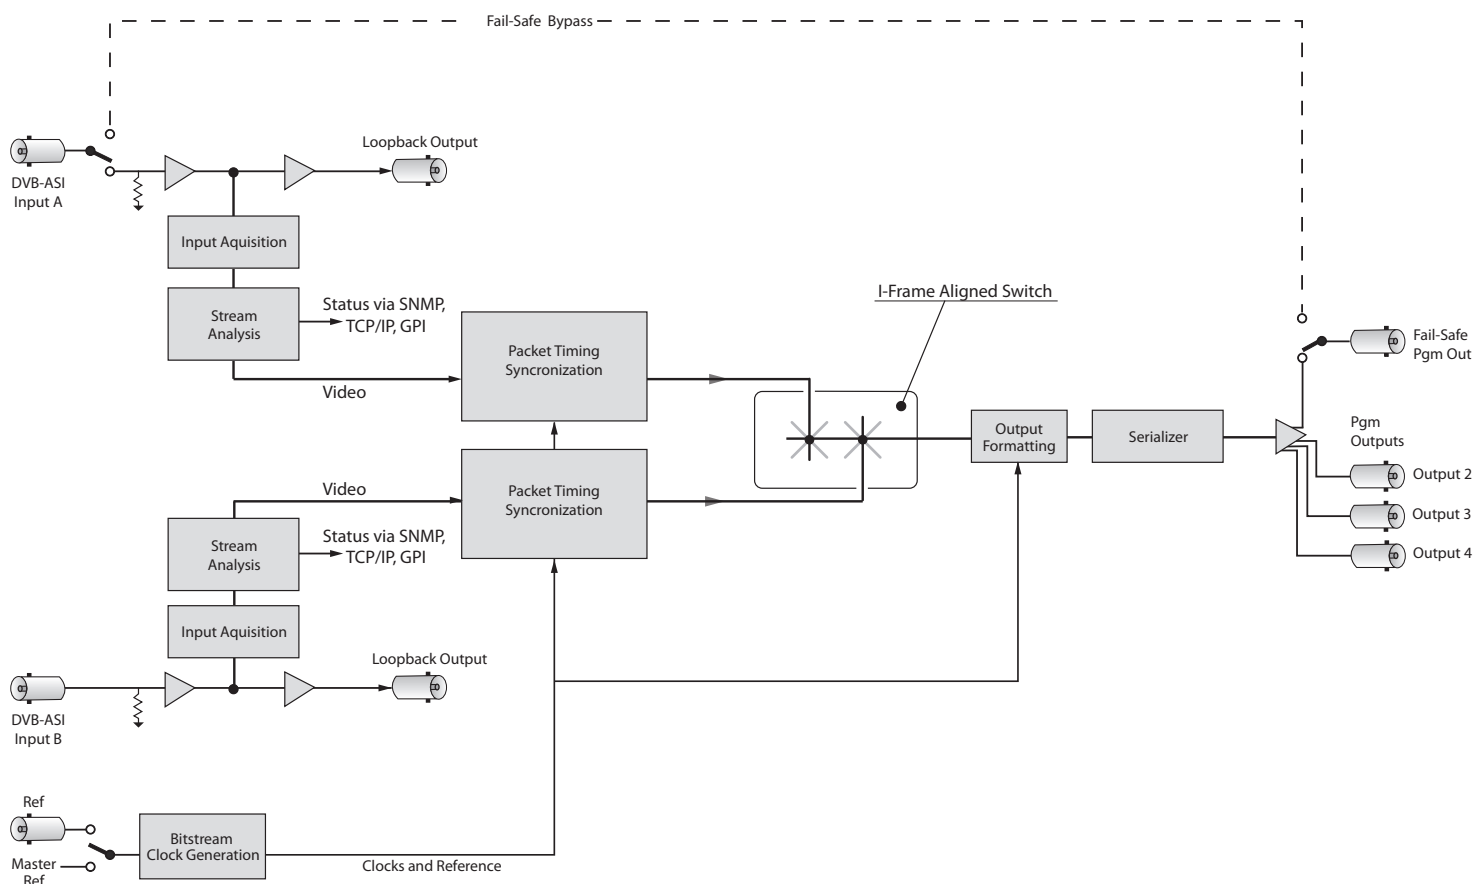 Fail-Safe Bypass
Loopback Output
DVB-ASI
Input A
Input Aquisition
Stream
Analysis
Status via SNMP,
TCP/IP, GPI
Video
Packet Timing
Syncronization
I-Frame Aligned Switch
Fail-Safe
Pgm Out
Output
Formatting
Serializer
Pgm
Outputs
Output 2
Output 3
Output 4
Video
Packet Timing
Syncronization
Stream
Analysis
Status via SNMP,
TCP/IP, GPI
Input Aquisition
Loopback Output
DVB-ASI
Input B
Ref
Master
Ref
Bitstream
Clock Generation
Clocks and Reference